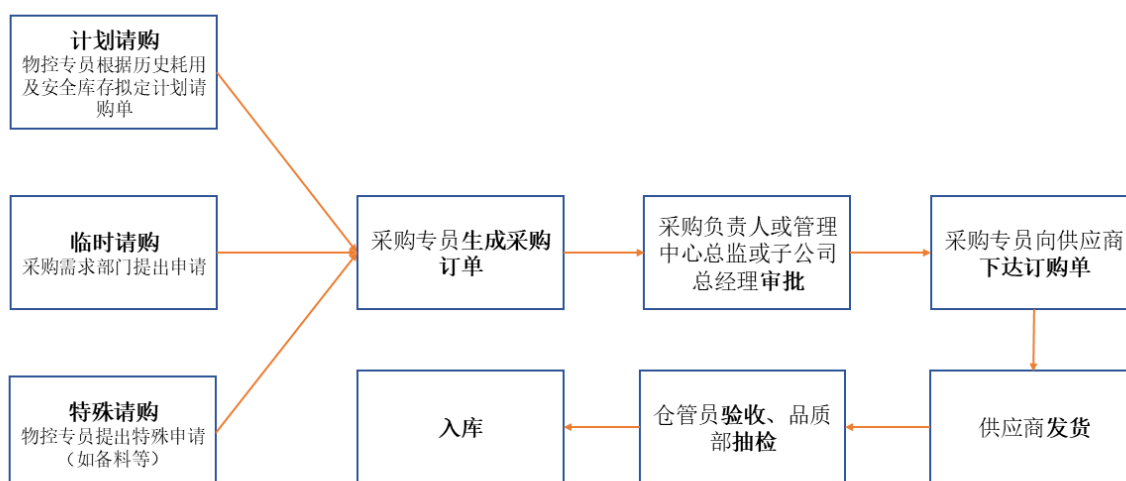 计划请购
物控专员根据历史耗用
及安全库存拟定计划请
购单
临时请购
采购需求部门提出申请
特殊请购
物控专员提出特殊申请
（如备料等）
采购专员生成采购
订单
采购负责人或管理
中心总监或子公司
总经理审批
采购专员向供应商
下达订购单
供应商发货
仓管员验收、品质
部抽检
入库